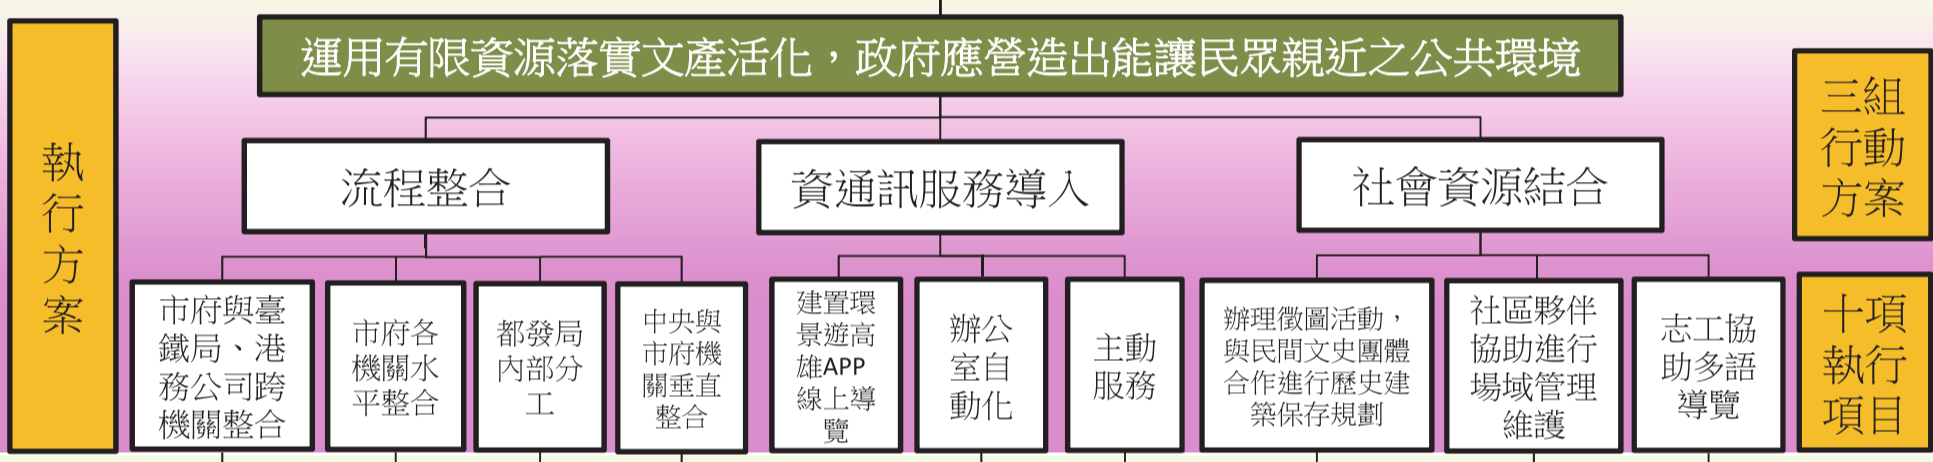 運用有限資源落實文產活化，政府應營造出能讓民眾親近之公共環境
執
行
方
案
三組
行動
方案
流程整合
資通訊服務導入
社會資源結合
市府與臺
鐵局、港
務公司跨
機關整合
市府各
機關水
平整合
都發局
內部分
工
中央與
市府機
關垂直
整合
建置環
景遊高
雄APP
線上導
覽
辦公
室自
動化
主動
服務
辦理徵圖活動，
與民間文史團體
合作進行歷史建
築保存規劃
社區夥伴
協助進行
場域管理
維護
志工協
助多語
導覽
十項
執行
項目